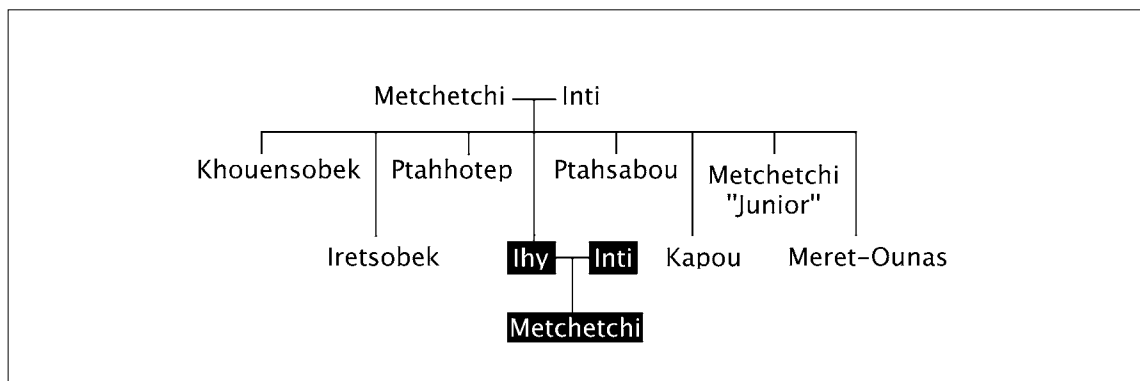 Metchetchi Inti
Khouensobek Ptahhotep Ptahsabou Metchetchi
"Junior"
Iretsobek Ihy Inti Kapou Meret-Ounas
Metchetchi